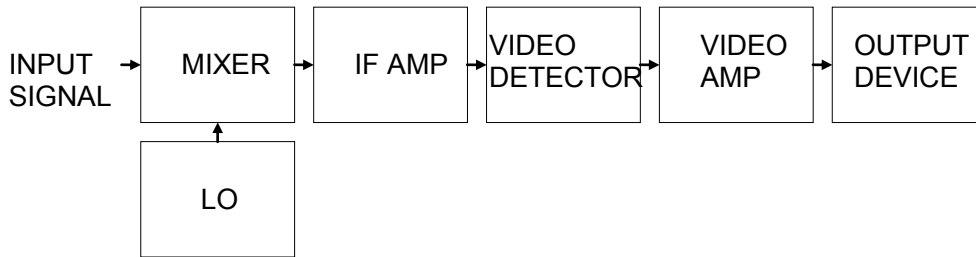 INPUT
SIGNAL
MIXER
IF AMP
VIDEO
DETECTOR
VIDEO
AMP
OUTPUT
DEVICE
LO